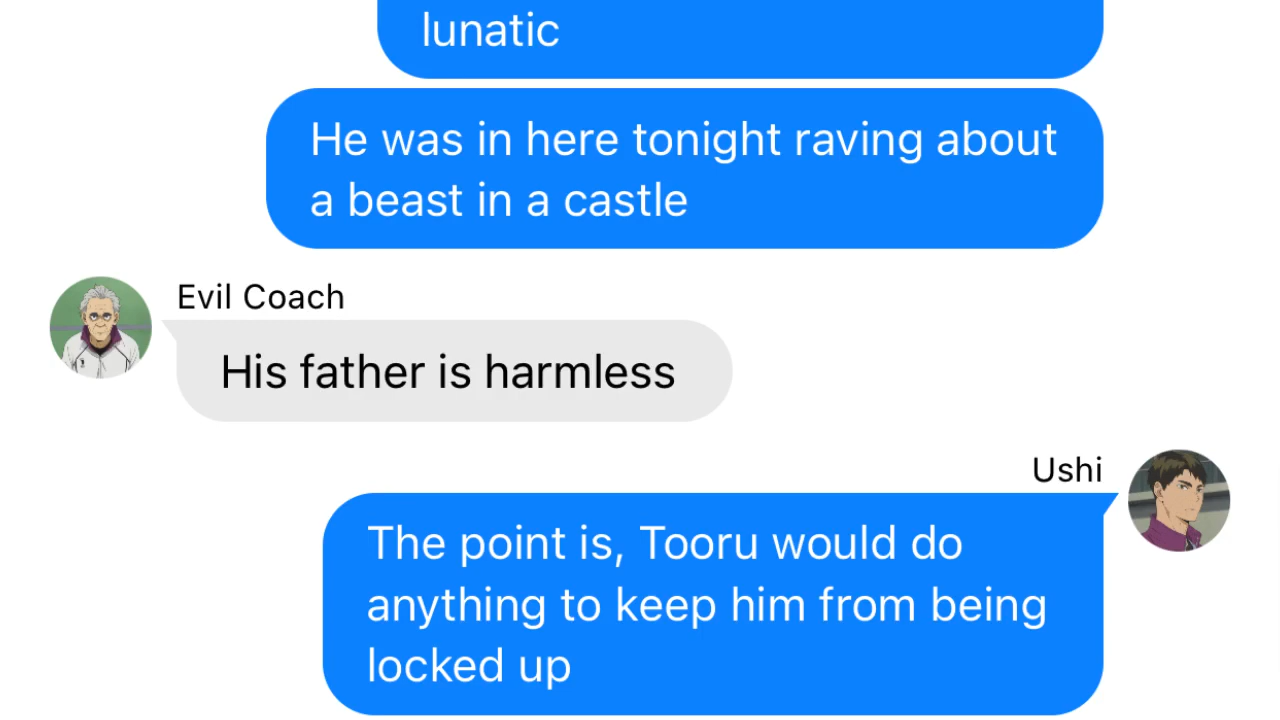 lunatic
He was in here tonight raving about
a beast in a castle
Evil Coach
His father is harmless
Ushi
The point is, Tooru would do
anything to keep him from being
locked up